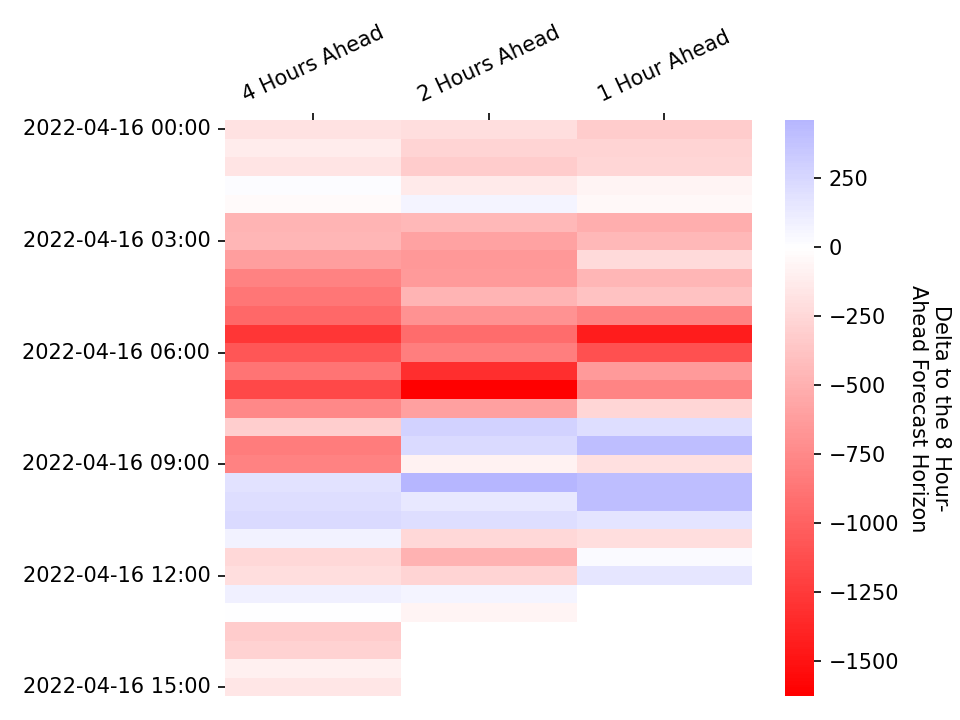 4 Hours Ahead
2 Hours Ahead
1 Hour Ahead
2022-04-16 00:00
2022-04-16 03:00
2022-04-16 06:00
2022-04-16 09:00
2022-04-16 12:00
2022-04-16 15:00
250
0
−250
−500
−750
−1000
−1250
−1500
Delta to the 8 Hour-
Ahead Forecast Horizon